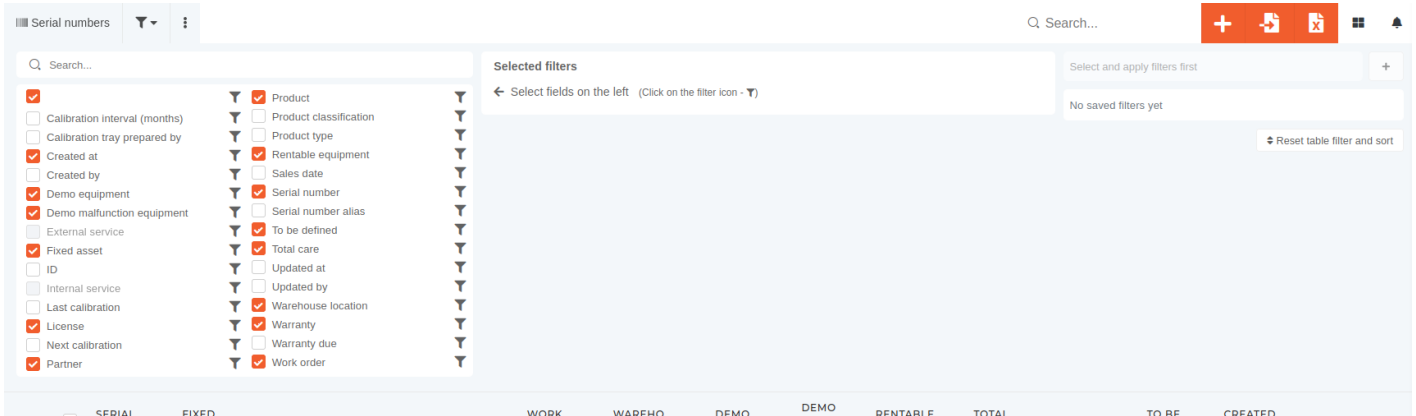 Serial numbers
Search...
Search...
Calibration interval (months)
Calibration tray prepared by
Created at
Created by
Demo equipment
Demo malfunction equipment
External service
Fixed asset
ID
Internal service
Last calibration
License
Next calibration
Partner
Product
Product classification
Product type
Rentable equipment
Sales date
Serial number
Serial number alias
To be defined
Total care
Updated at
Updated by
Warehouse location
Warranty
Warranty due
Work order
Selected filters
Select fields on the left (Click on the filter icon - )
Select and apply filters first
No saved filters yet
Reset table filter and sort
SERIAL FIXED WORK WAREHO DEMO DEMO RENTABLE TOTAL TO BE CREATED